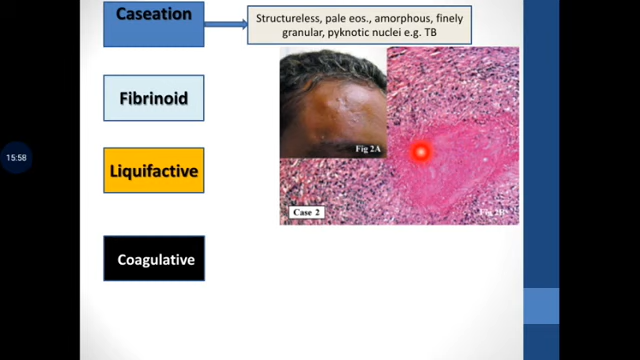 Caseation
Structureless, pale eos., amorphous, finely
granular, pyknotic nuclei e.g. TB
Fibrinoid
Fig 2A
15:58
Liquifactive
Case 2
Coagulative